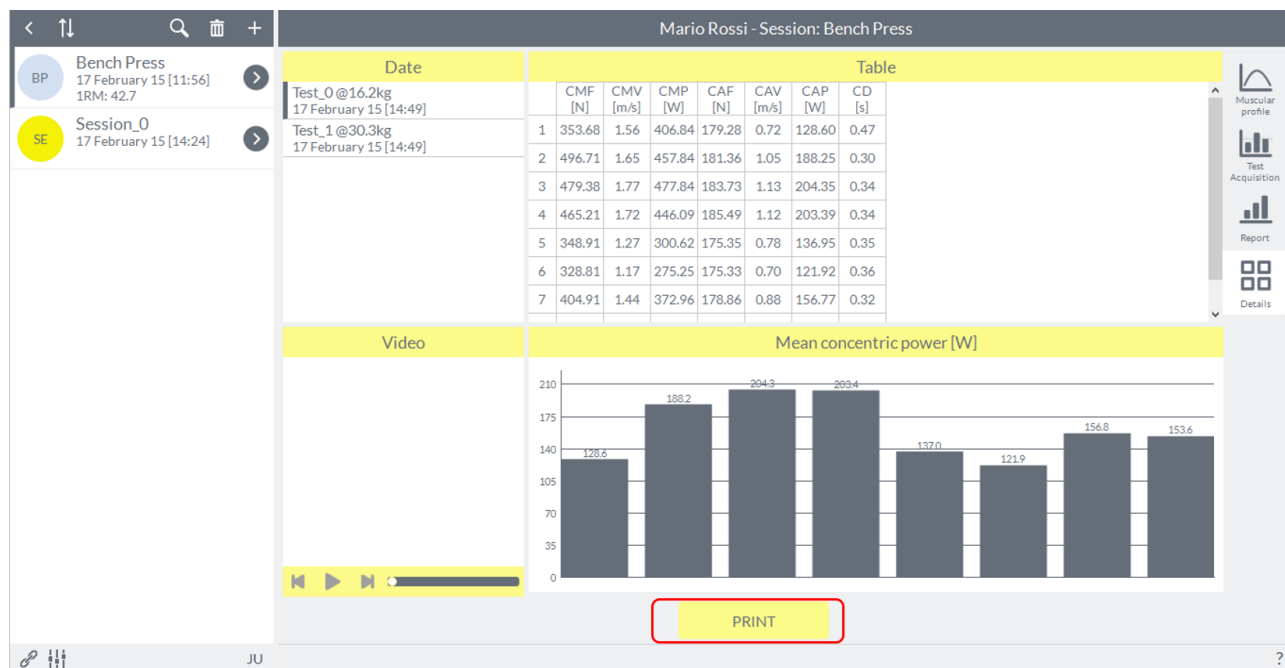 Mario Rossi - Session: Bench Press
BP
Bench Press
17 February 15 [11:56]
1RM: 42.7
SE
Session_0
17 February 15 [14:24]
Date
Test_0 @16.2kg
17 February 15 [14:49]
Test_1 @30.3kg
17 February 15 [14:49]
Table
CMF [N] CMV [m/s] CMP [W] CAF [N] CAV [m/s] CAP [W] CD [s]
1 353.68 1.56 406.84 179.28 0.72 128.60 0.47
2 496.71 1.65 457.84 181.36 1.05 188.25 0.30
3 479.38 1.77 477.84 183.73 1.13 204.35 0.34
4 465.21 1.72 446.09 185.49 1.12 203.39 0.34
5 348.91 1.27 300.62 175.35 0.78 136.95 0.35
6 328.81 1.17 275.25 175.33 0.70 121.92 0.36
7 404.91 1.44 372.96 178.86 0.88 156.77 0.32
Muscular
profile
Test
Acquisition
Report
Details
Video
Mean concentric power [W]
210
175
140
105
70
35
0
128.6 188.2 204.3 203.4 137.0 121.9 156.8 153.6
PRINT
JU
?